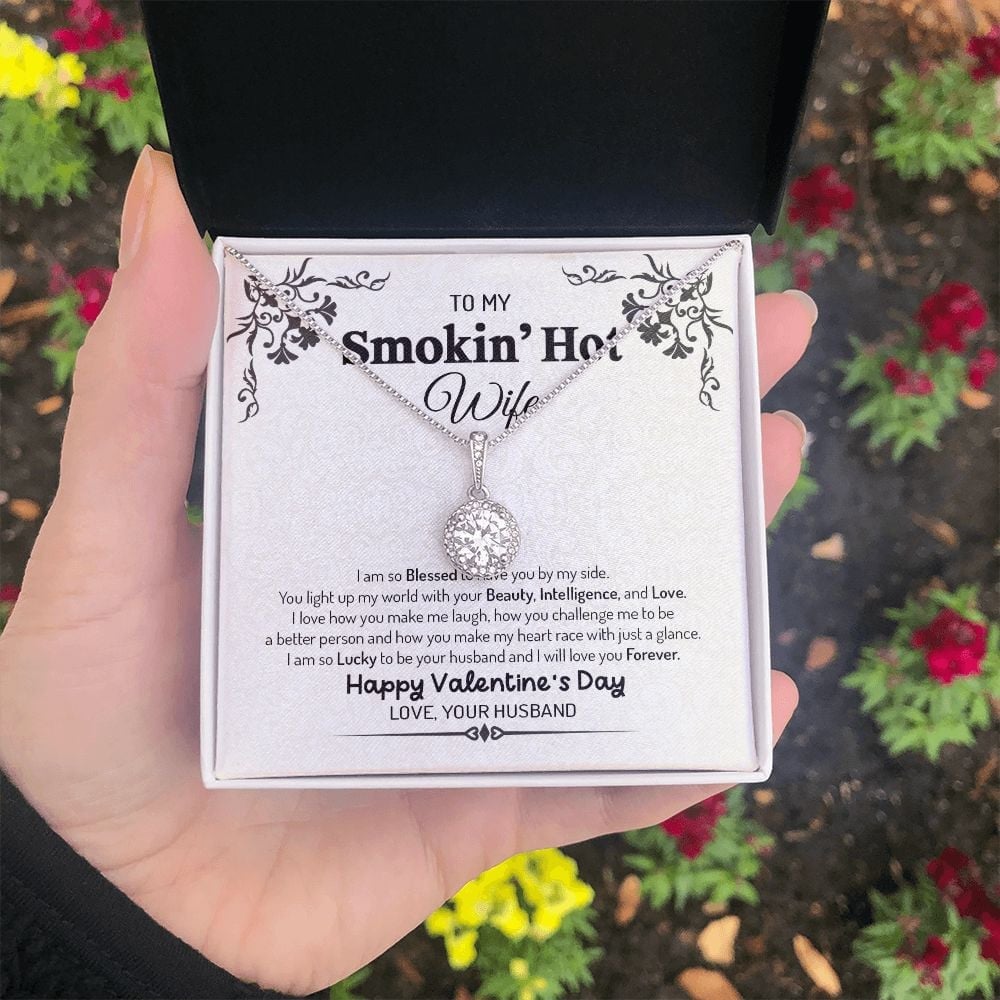 TO MY
Smokin' Hot
Wife
I am so Blessed to have you by my side.
You light up my world with your Beauty, Intelligence, and Love.
I love how you make me laugh, how you challenge me to be
a better person and how you make my heart race with just a glance.
I am so Lucky to be your husband and I will love you Forever.
Happy Valentine's Day
LOVE, YOUR HUSBAND